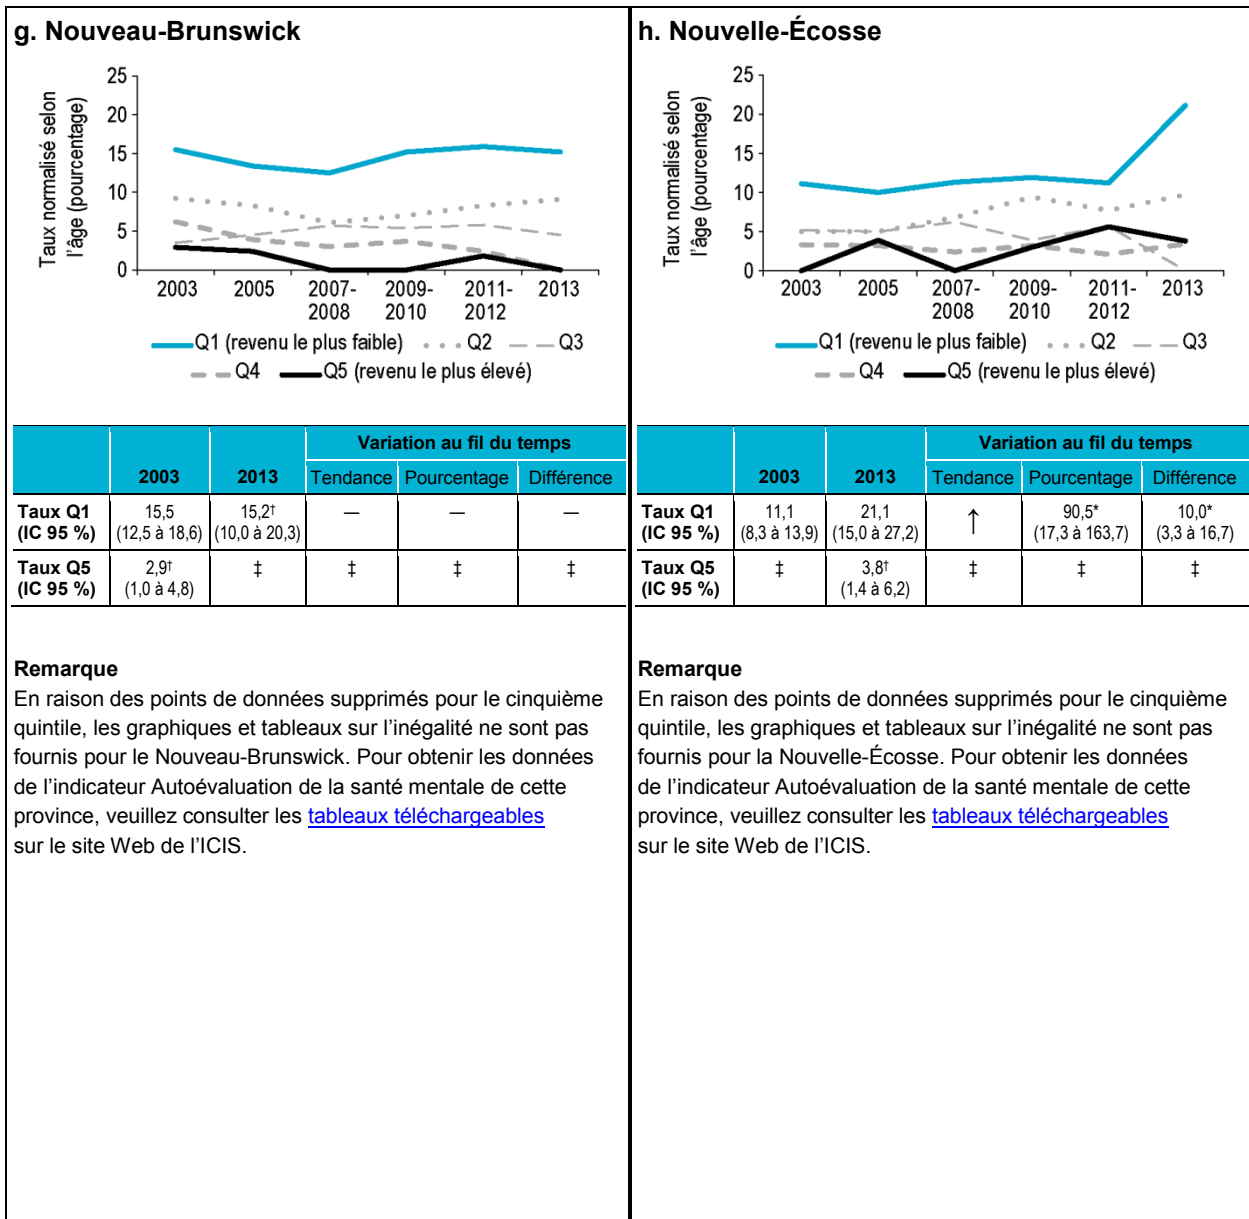 g. Nouveau-Brunswick
Taux normalisé selon
l'âge (pourcentage)
25
20
15
10
5
0
2003 2005 2007-2008 2009-2010 2011-2012 2013
Q1 (revenu le plus faible) Q2 Q3
Q4 Q5 (revenu le plus élevé)
Variation au fil du temps
2003 2013 Tendance Pourcentage Différence
Taux Q1 15,5 15,2† — — —
(IC 95 %) (12,5 à 18,6) (10,0 à 20,3)
Taux Q5 2,9† ‡ ‡ ‡ ‡
(IC 95 %) (1,0 à 4,8)
Remarque
En raison des points de données supprimés pour le cinquième
quintile, les graphiques et tableaux sur l'inégalité ne sont pas
fournis pour le Nouveau-Brunswick. Pour obtenir les données
de l'indicateur Autoévaluation de la santé mentale de cette
province, veuillez consulter les tableaux téléchargeables
sur le site Web de l'ICIS.
h. Nouvelle-Écosse
Taux normalisé selon
l'âge (pourcentage)
25
20
15
10
5
0
2003 2005 2007-2008 2009-2010 2011-2012 2013
Q1 (revenu le plus faible) Q2 Q3
Q4 Q5 (revenu le plus élevé)
Variation au fil du temps
2003 2013 Tendance Pourcentage Différence
Taux Q1 11,1 21,1 ↑ 90,5* 10,0*
(IC 95 %) (8,3 à 13,9) (15,0 à 27,2) (17,3 à 163,7) (3,3 à 16,7)
Taux Q5 ‡ 3,8† ‡ ‡ ‡
(IC 95 %) (1,4 à 6,2)
Remarque
En raison des points de données supprimés pour le cinquième
quintile, les graphiques et tableaux sur l'inégalité ne sont pas
fournis pour la Nouvelle-Écosse. Pour obtenir les données
de l'indicateur Autoévaluation de la santé mentale de cette
province, veuillez consulter les tableaux téléchargeables
sur le site Web de l'ICIS.